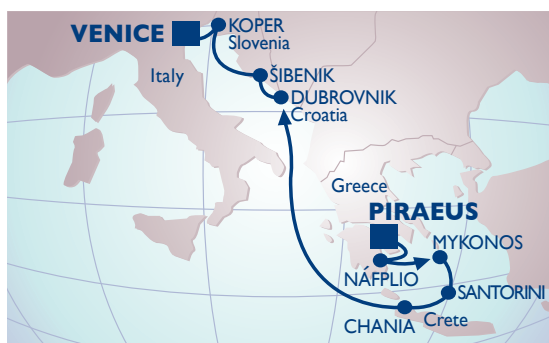 VENICE
KOPER
Slovenia
Italy
ŠIBENIK
DUBROVNIK
Croatia
Greece
PIRAEUS
MYKONOS
NÁFPLIO
SANTORINI
CHANIA
Crete